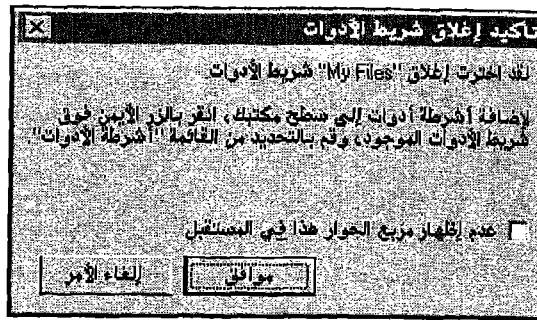 تأكيد إغلاق شريط الأدوات
لقد اخترت إغلاق "My Files" شريط الأدوات
لإضافة أشرطة أدوات إلى سطح مكتبك، انقر بالزر الأيمن فوق
شريط الأدوات الموجود، وقم بالتحديد من القائمة "أشرطة الأدوات".
عدم إظهار مربع الحوار هذا في المستقبل
موافق
إلغاء الأمر